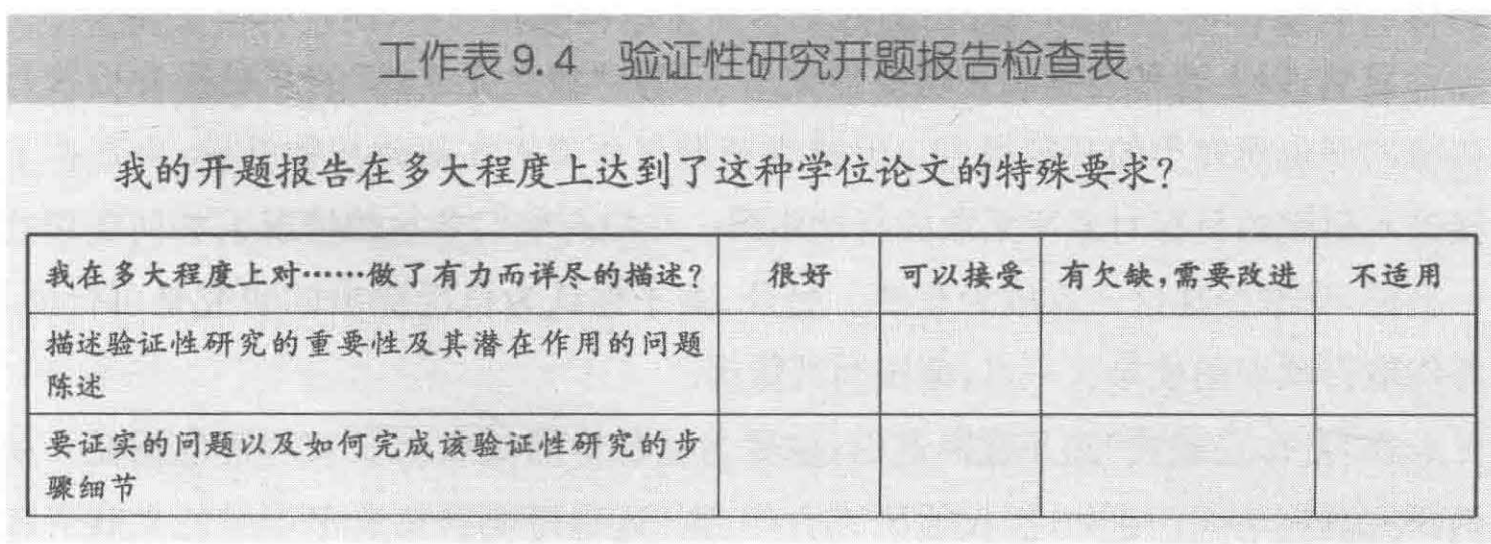 工作表9.4 验证性研究开题报告检查表
我的开题报告在多大程度上达到了这种学位论文的特殊要求?
我在多大程度上对……做了有力而详尽的描述? 很好 可以接受 有欠缺,需要改进 不适用
描述验证性研究的重要性及其潜在作用的问题
陈述
要证实的问题以及如何完成该验证性研究的步
骤细节